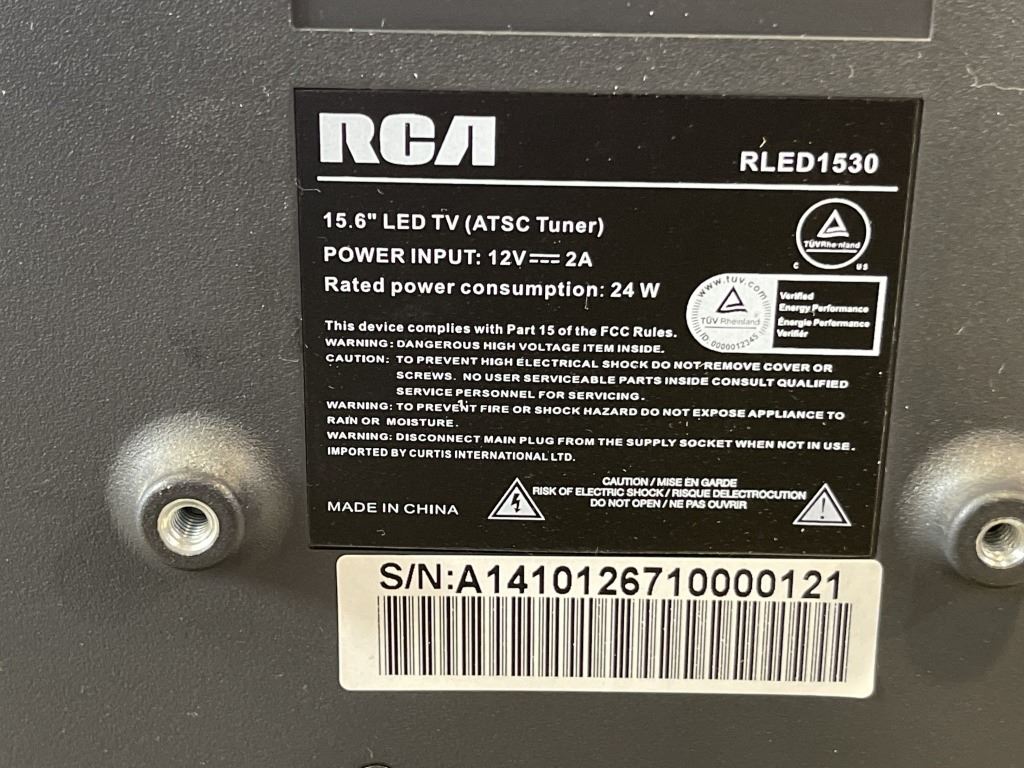 RCA
RLED1530
15.6" LED TV (ATSC Tuner)
POWER INPUT: 12V⎓2A
Rated power consumption: 24 W
TÜVRheinland
C US
www.tuv.com
TÜV Rheinland
ID. 0000012345
Verified
Energy Performance
Énergie Performance
Verifiér
This device complies with Part 15 of the FCC Rules.
WARNING: DANGEROUS HIGH VOLTAGE ITEM INSIDE.
CAUTION: TO PREVENT HIGH ELECTRICAL SHOCK DO NOT REMOVE COVER OR
SCREWS. NO USER SERVICEABLE PARTS INSIDE CONSULT QUALIFIED
SERVICE PERSONNEL FOR SERVICING.
WARNING: TO PREVENT FIRE OR SHOCK HAZARD DO NOT EXPOSE APPLIANCE TO
RAIN OR MOISTURE.
WARNING: DISCONNECT MAIN PLUG FROM THE SUPPLY SOCKET WHEN NOT IN USE.
IMPORTED BY CURTIS INTERNATIONAL LTD.
MADE IN CHINA
CAUTION / MISE EN GARDE
RISK OF ELECTRIC SHOCK / RISQUE DELECTROCUTION
DO NOT OPEN / NE PAS OUVRIR
S/N:A1410126710000121